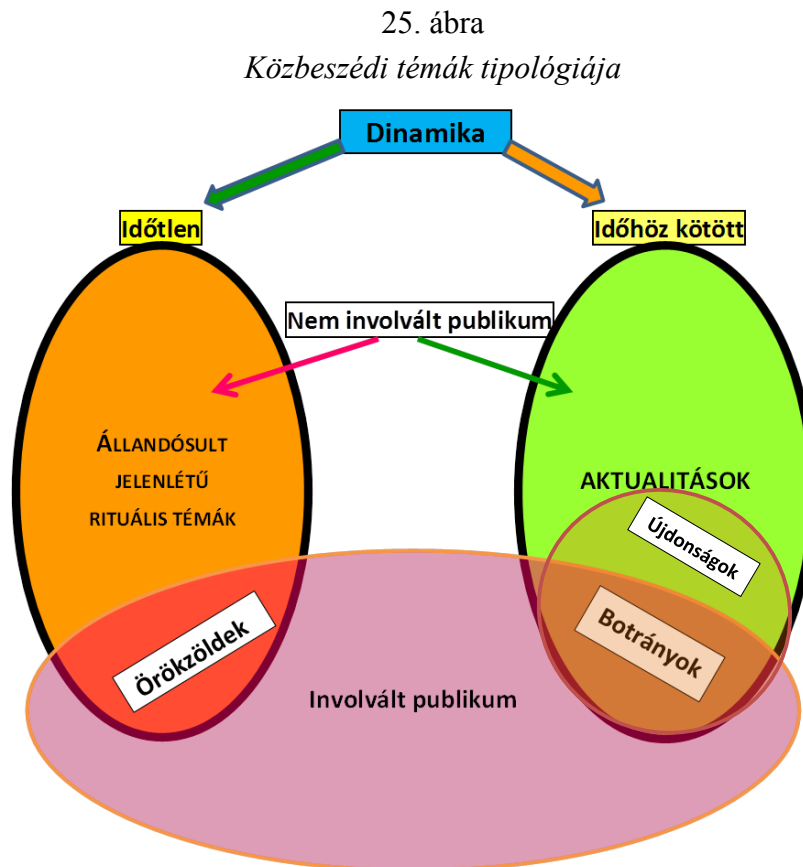 25. ábra
Közbeszédi témák tipológiája
Dinamika
Időtlen
Időhöz kötött
Nem involvált publikum
ÁLLANDÓSULT
JELENLÉTŰ
RITUÁLIS TÉMÁK
AKTUALITÁSOK
Újdonságok
Örökzöldek
Botrányok
Involvált publikum